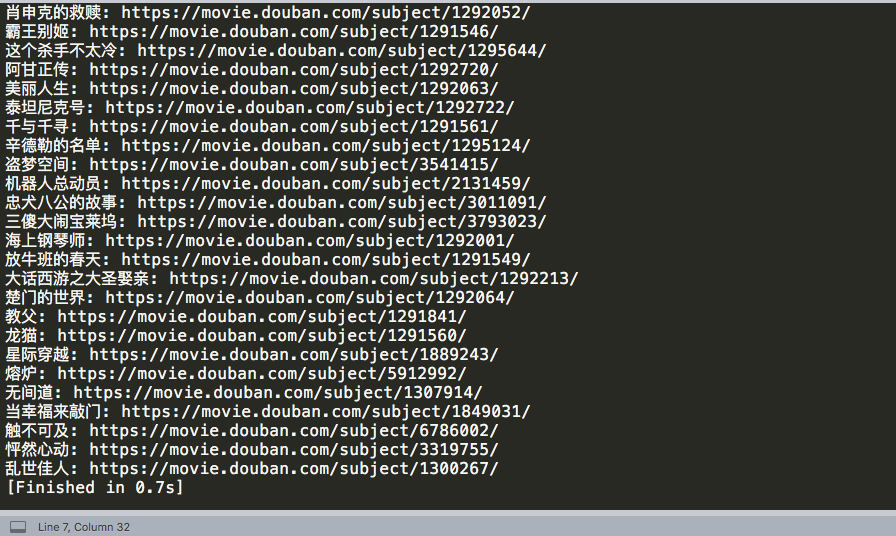 肖申克的救赎: https://movie.douban.com/subject/1292052/
霸王别姬: https://movie.douban.com/subject/1291546/
这个杀手不太冷: https://movie.douban.com/subject/1295644/
阿甘正传: https://movie.douban.com/subject/1292720/
美丽人生: https://movie.douban.com/subject/1292063/
泰坦尼克号: https://movie.douban.com/subject/1292722/
千与千寻: https://movie.douban.com/subject/1291561/
辛德勒的名单: https://movie.douban.com/subject/1295124/
盗梦空间: https://movie.douban.com/subject/3541415/
机器人总动员: https://movie.douban.com/subject/2131459/
忠犬八公的故事: https://movie.douban.com/subject/3011091/
三傻大闹宝莱坞: https://movie.douban.com/subject/3793023/
海上钢琴师: https://movie.douban.com/subject/1292001/
放牛班的春天: https://movie.douban.com/subject/1291549/
大话西游之大圣娶亲: https://movie.douban.com/subject/1292213/
楚门的世界: https://movie.douban.com/subject/1292064/
教父: https://movie.douban.com/subject/1291841/
龙猫: https://movie.douban.com/subject/1291560/
星际穿越: https://movie.douban.com/subject/1889243/
熔炉: https://movie.douban.com/subject/5912992/
无间道: https://movie.douban.com/subject/1307914/
当幸福来敲门: https://movie.douban.com/subject/1849031/
触不可及: https://movie.douban.com/subject/6786002/
怦然心动: https://movie.douban.com/subject/3319755/
乱世佳人: https://movie.douban.com/subject/1300267/
[Finished in 0.7s]
Line 7, Column 32